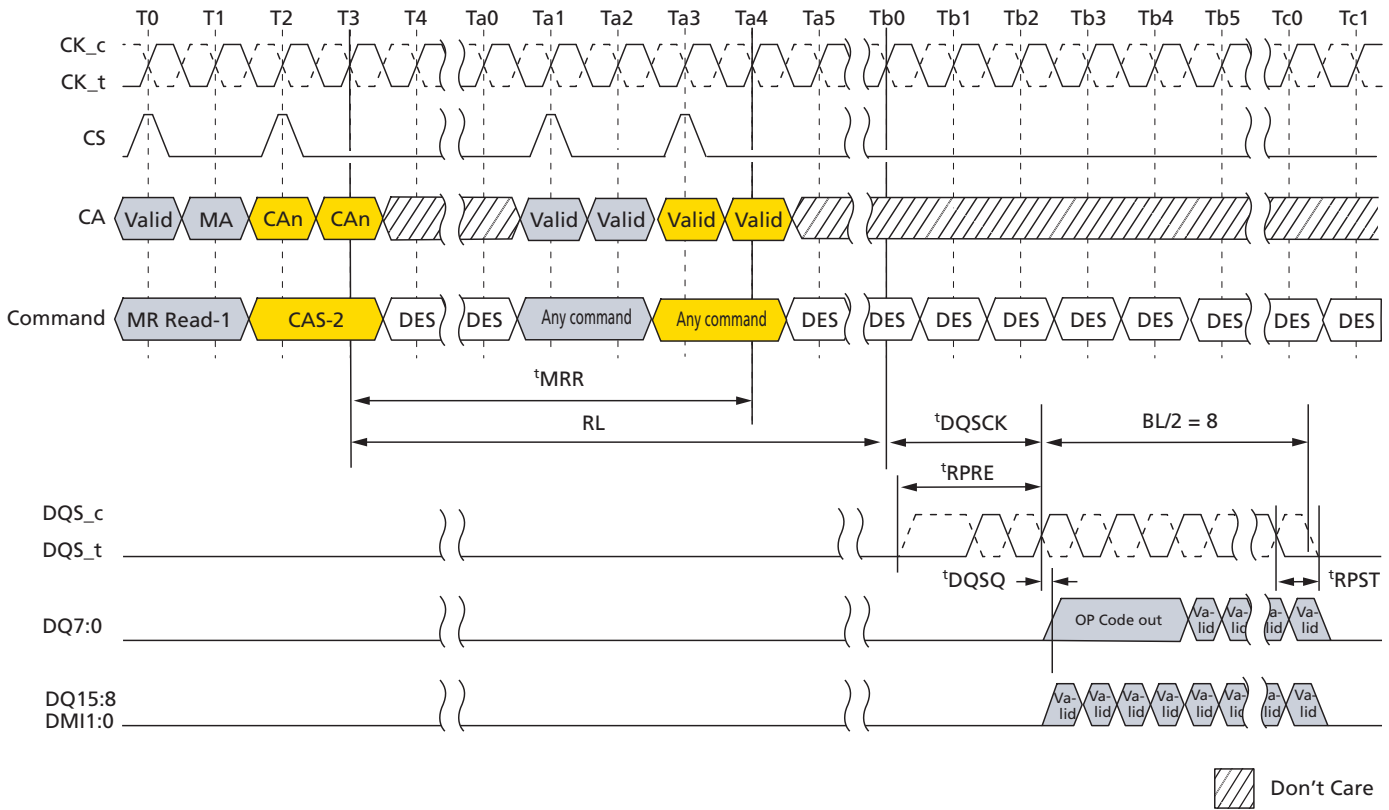 T0 T1 T2 T3 T4 Ta0 Ta1 Ta2 Ta3 Ta4 Ta5 Tb0 Tb1 Tb2 Tb3 Tb4 Tb5 Tc0 Tc1
CK_c
CK_t
CS
CA Valid MA CAn CAn Valid Valid Valid Valid
Command MR Read-1 CAS-2 DES DES Any command Any command DES DES DES DES DES DES DES DES DES
tMRR
RL tDQSCK BL/2 = 8
tRPRE
DQS_c
DQS_t
tDQSQ tRPST
DQ7:0 OP Code out Va-lid Va-lid a-lid Va-lid
DQ15:8
DMI1:0
Va-lid Va-lid Va-lid Va-lid Va-lid Va-lid a-lid Va-lid
Don't Care